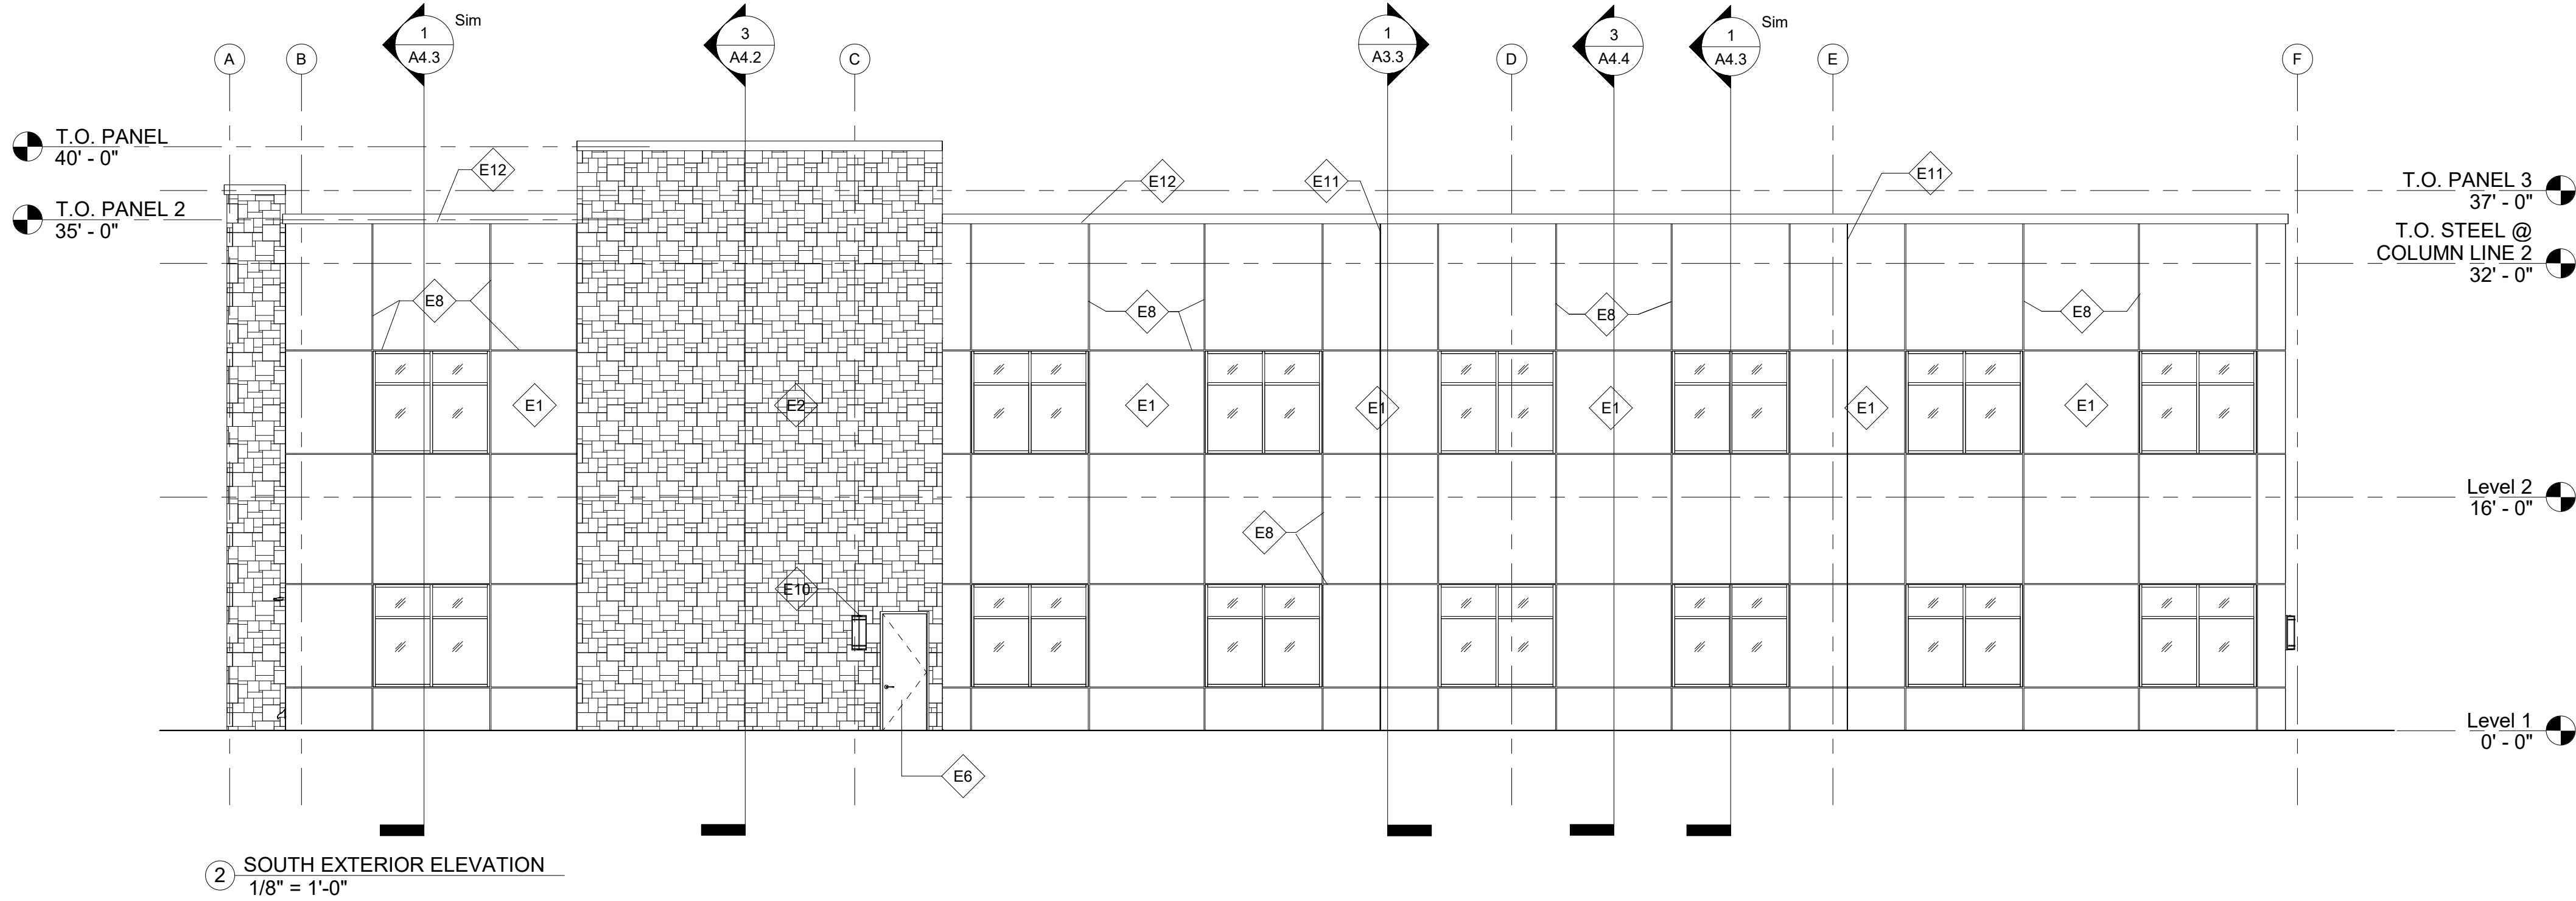 1
A4.3
Sim
3
A4.2
1
A3.3
3
A4.4
1
A4.3
Sim
A
B
C
D
E
F
T.O. PANEL
40' - 0"
T.O. PANEL 2
35' - 0"
T.O. PANEL 3
37' - 0"
T.O. STEEL @
COLUMN LINE 2
32' - 0"
E12
E12
E11
E11
E8
E8
E8
E8
E1
E2
E1
E1
E1
E1
E1
Level 2
16' - 0"
E8
E10
Level 1
0' - 0"
E6
2
SOUTH EXTERIOR ELEVATION
1/8" = 1'-0"